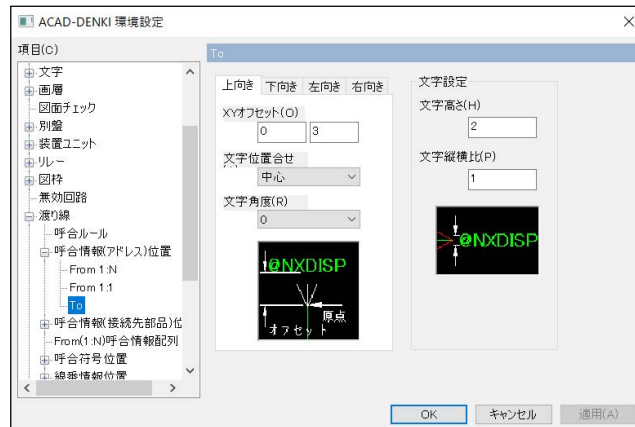 ACAD-DENKI 環境設定
項目(C)
文字
画層
図面チェック
別盤
装置ユニット
リレー
図枠
無効回路
渡り線
呼合ルール
呼合情報(アドレス)位置
From 1:N
From 1:1
To
呼合情報(接続先部品)位
From(1:N)呼合情報配列
呼合符号位置
線番情報位置
To
上向き 下向き 左向き 右向き
XYオフセット(O)
0 3
文字位置合せ
中心
文字角度(R)
0
@NXDISP
原点
オフセット
文字設定
文字高さ(H)
2
文字縦横比(P)
1
@NXDISP
OK キャンセル 適用(A)